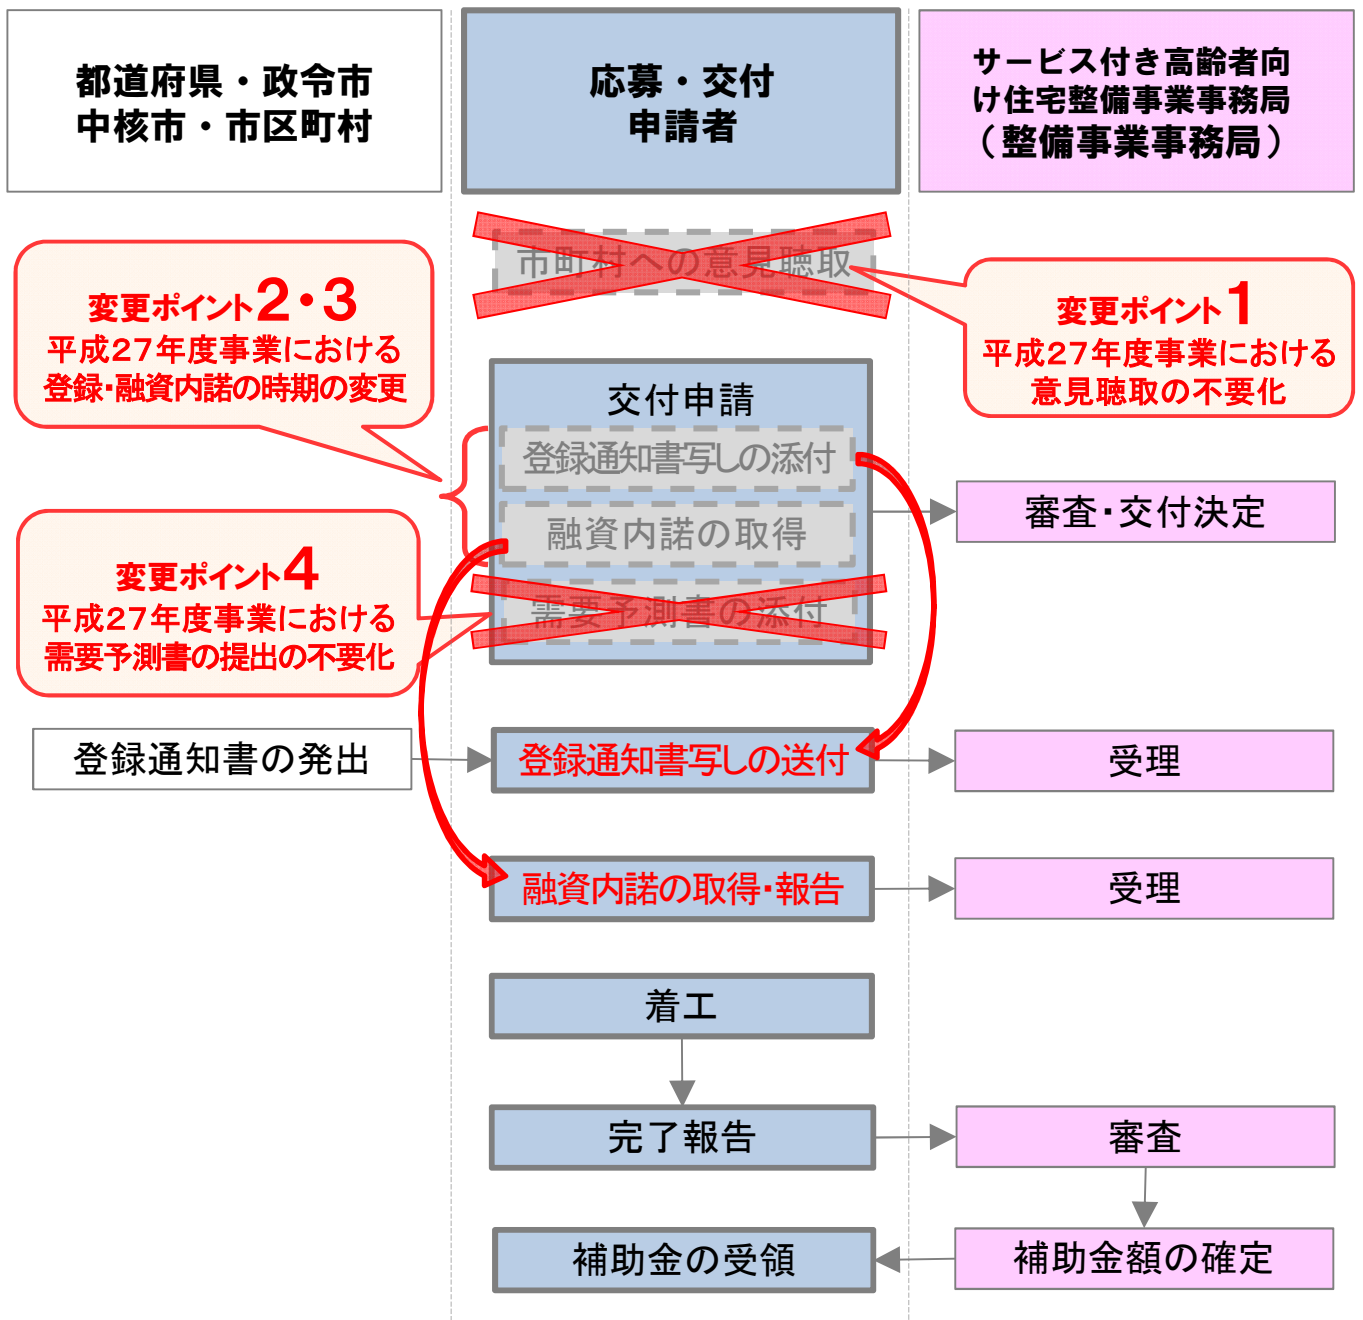 都道府県・政令市
中核市・市区町村
応募・交付
申請者
サービス付き高齢者向
け住宅整備事業事務局
（整備事業事務局）
市町村への意見聴取
変更ポイント2・3
平成27年度事業における
登録・融資内諾の時期の変更
変更ポイント1
平成27年度事業における
意見聴取の不要化
交付申請
登録通知書写しの添付
融資内諾の取得
需要予測書の添付
審査・交付決定
変更ポイント4
平成27年度事業における
需要予測書の提出の不要化
登録通知書の発出
登録通知書写しの送付
受理
融資内諾の取得・報告
受理
着工
完了報告
審査
補助金の受領
補助金額の確定